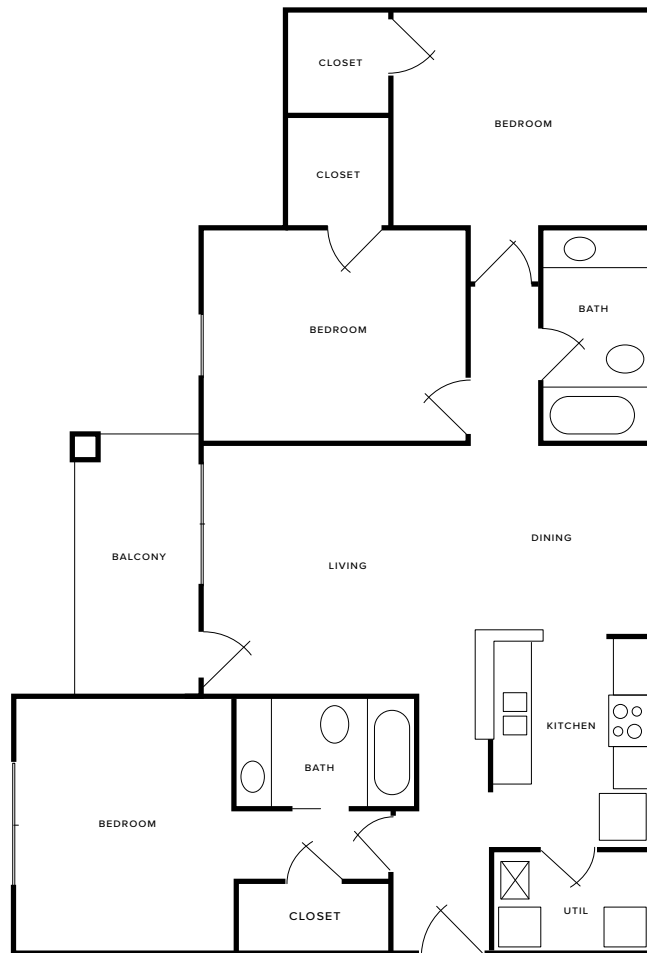 CLOSET
BEDROOM
CLOSET
BATH
BEDROOM
DINING
BALCONY
LIVING
KITCHEN
BATH
BEDROOM
UTIL
CLOSET